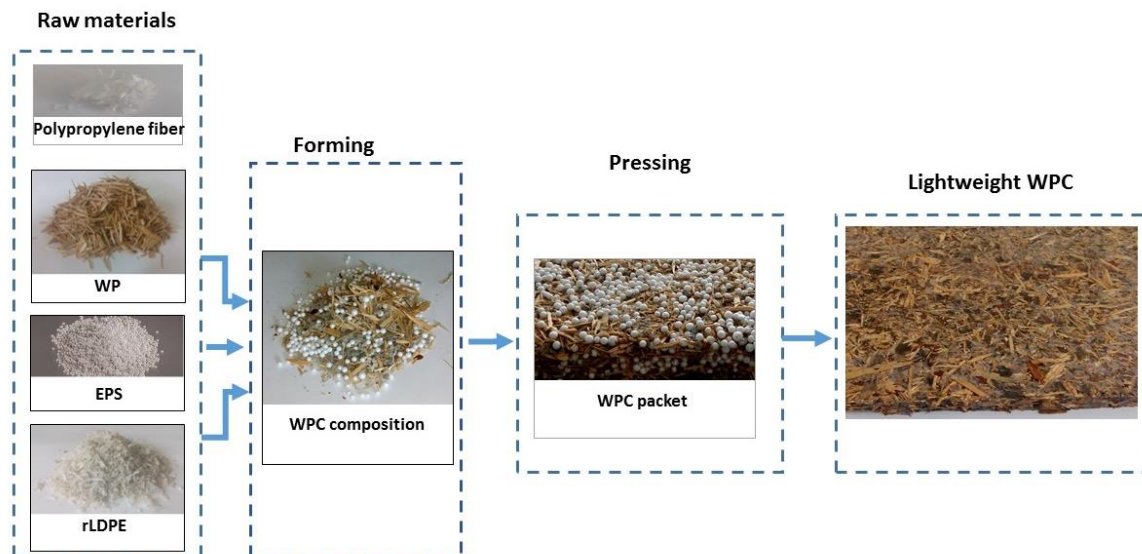 Raw materials
Polypropylene fiber
WP
EPS
rLDPE
Forming
WPC composition
Pressing
WPC packet
Lightweight WPC